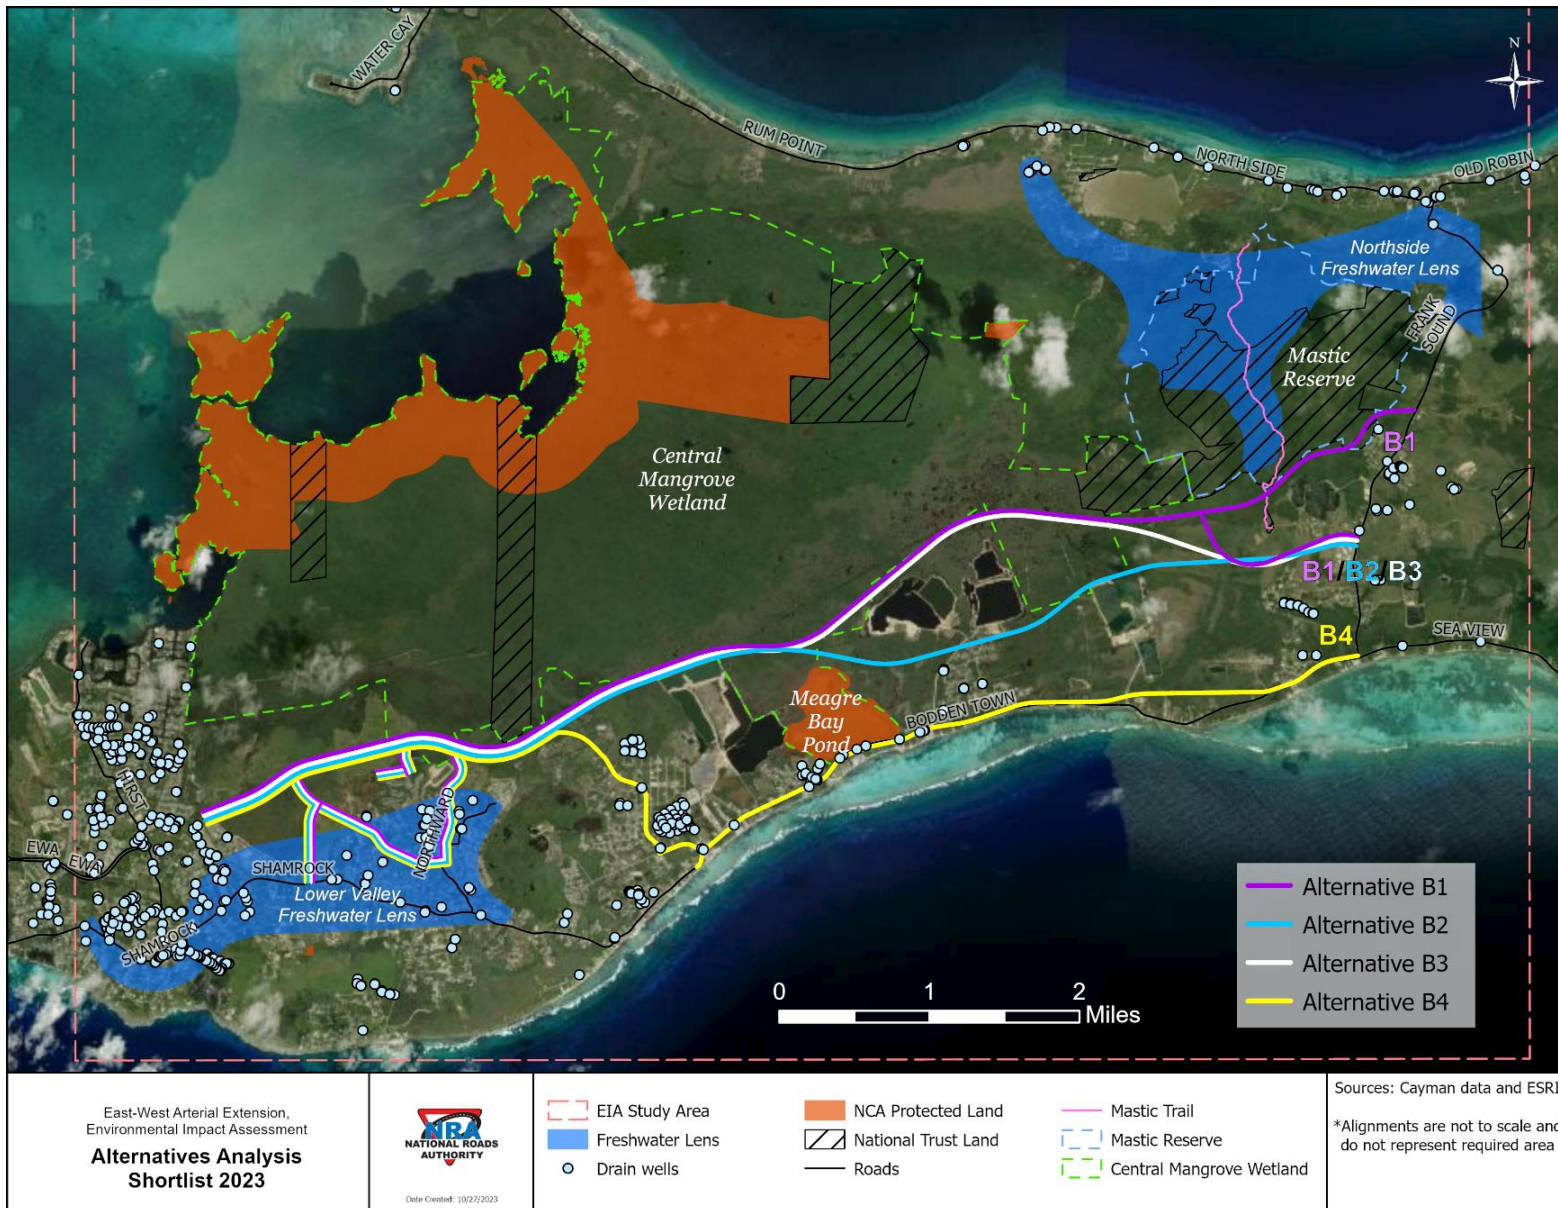 WATER CAY
N
RUM POINT
NORTH SIDE
OLD ROBIN
Northside
Freshwater Lens
FRANK
SOUND
Mastic
Reserve
B1
Central
Mangrove
Wetland
B1/B2/B3
B4
SEA VIEW
Meagre
Bay
Pond
BODDEN TOWN
HIRST
NORTHWARD
EWA
EWA
SHAMROCK
Lower Valley
Freshwater Lens
SHAMROCK
0 1 2
Miles
Alternative B1
Alternative B2
Alternative B3
Alternative B4
East-West Arterial Extension,
Environmental Impact Assessment
Alternatives Analysis
Shortlist 2023
NRA
NATIONAL ROADS
AUTHORITY
Date Created: 10/27/2023
EIA Study Area
Freshwater Lens
Drain wells
NCA Protected Land
National Trust Land
Roads
Mastic Trail
Mastic Reserve
Central Mangrove Wetland
Sources: Cayman data and ESRI
*Alignments are not to scale and
do not represent required area